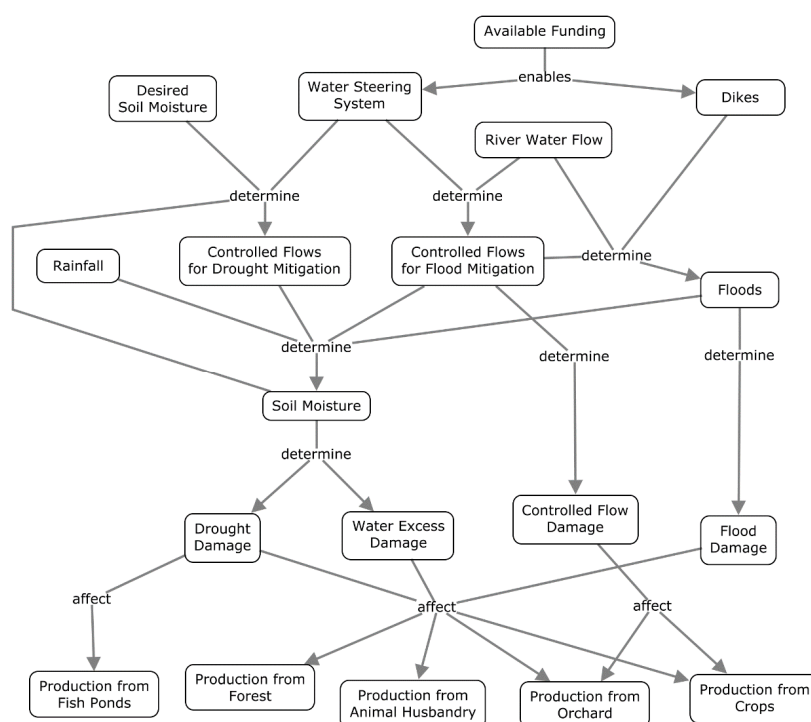 Available Funding
enables
Desired
Soil Moisture
Water Steering
System
Dikes
River Water Flow
determine
determine
Rainfall
Controlled Flows
for Drought Mitigation
Controlled Flows
for Flood Mitigation
determine
Floods
determine
determine
determine
Soil Moisture
determine
Drought
Damage
Water Excess
Damage
Controlled Flow
Damage
Flood
Damage
affect
affect
affect
Production from
Fish Ponds
Production from
Forest
Production from
Animal Husbandry
Production from
Orchard
Production from
Crops